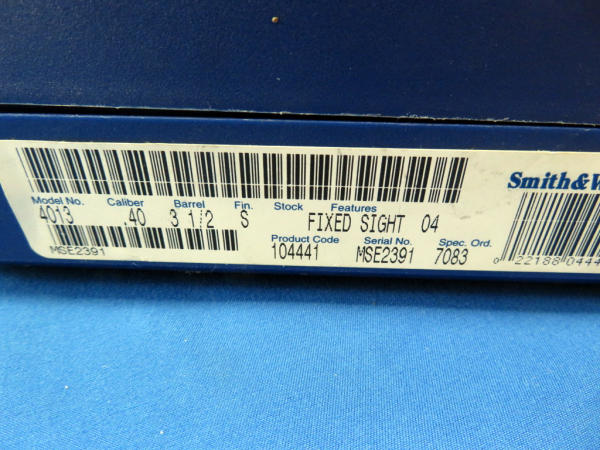 Smith&W
Model No. Caliber Barrel Fin. Stock Features
4013 .40 3 1/2 S FIXED SIGHT 04
Product Code Serial No. Spec. Ord.
MSE2391 104441 MSE2391 7083
0 22188 0444